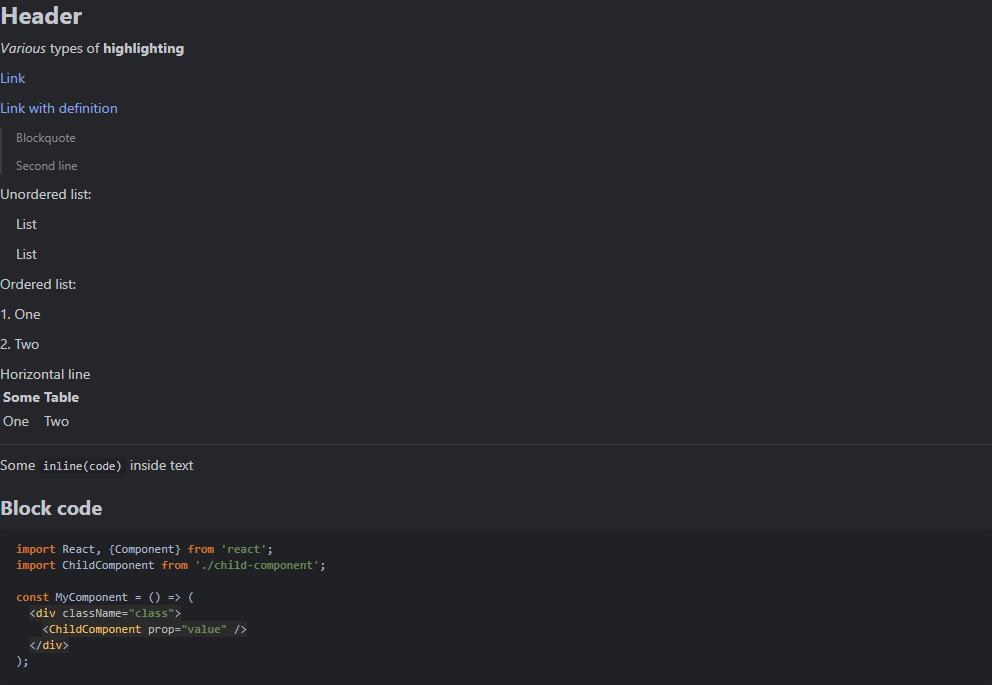 Header
Various types of highlighting
Link
Link with definition
Blockquote
Second line
Unordered list:
List
List
Ordered list:
1. One
2. Two
Horizontal line
Some Table
One Two
Some inline(code) inside text
Block code
import React, {Component} from 'react';
import ChildComponent from './child-component';
const MyComponent = () => (
<div className="class">
<ChildComponent prop="value" />
</div>
);